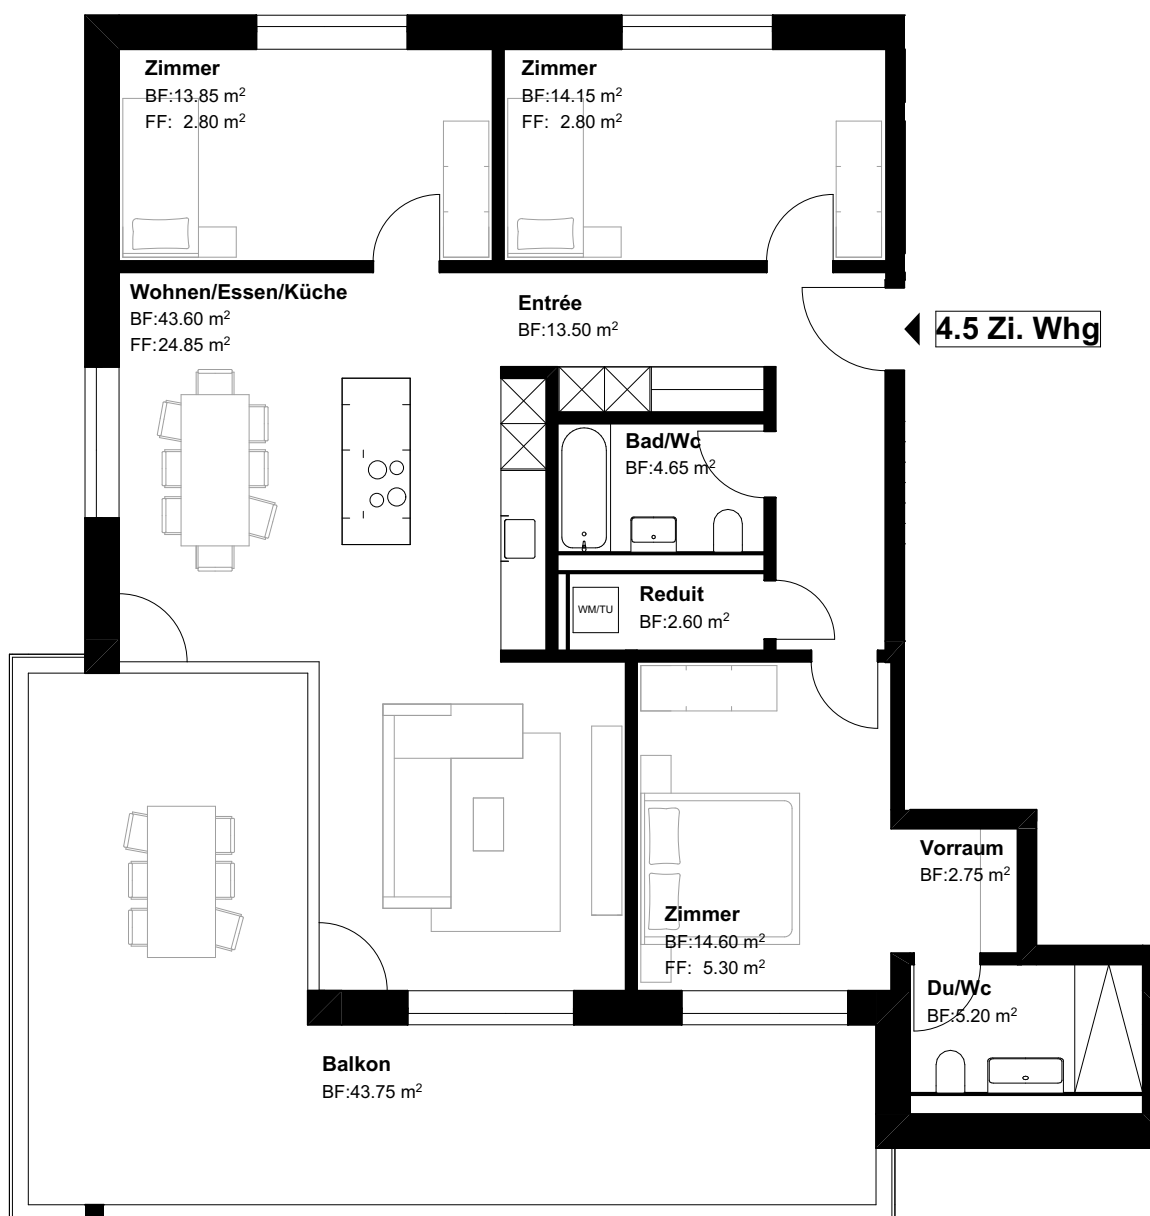 Zimmer
BF:13.85 m²
FF: 2.80 m²
Zimmer
BF:14.15 m²
FF: 2.80 m²
Wohnen/Essen/Küche
BF:43.60 m²
FF:24.85 m²
Entrée
BF:13.50 m²
4.5 Zi. Whg
Bad/Wc
BF:4.65 m²
Reduit
BF:2.60 m²
WM/TU
Vorraum
BF:2.75 m²
Zimmer
BF:14.60 m²
FF: 5.30 m²
Du/Wc
BF:5.20 m²
Balkon
BF:43.75 m²